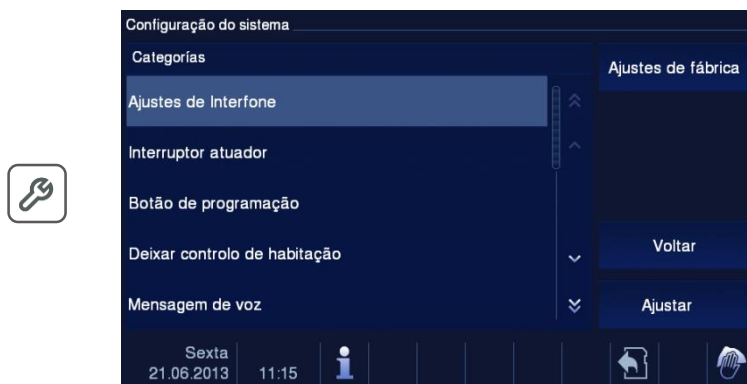 Configuração do sistema
Categorías
Ajustes de fábrica
Ajustes de Interfone
Interruptor atuador
Botão de programação
Deixar controlo de habitação
Voltar
Mensagem de voz
Ajustar
Sexta
21.06.2013 11:15